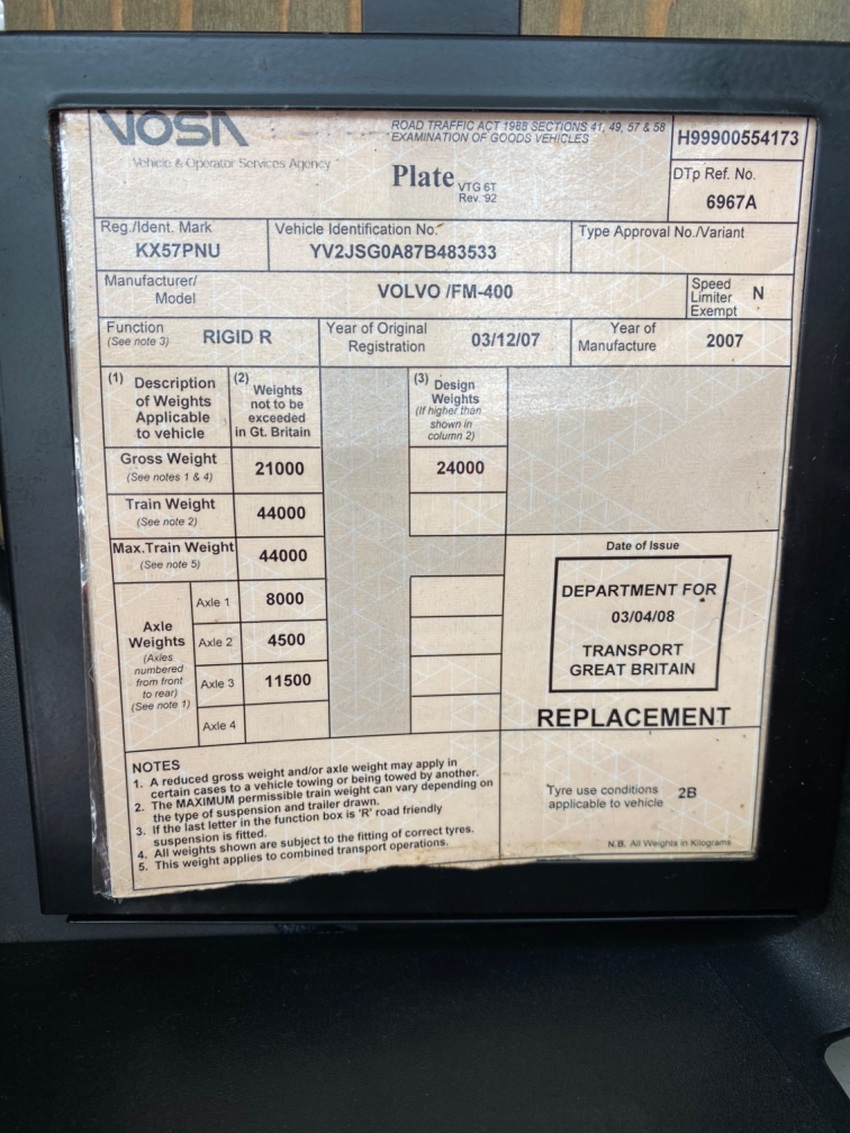 VOSA
Vehicle & Operator Services Agency
ROAD TRAFFIC ACT 1988 SECTIONS 41, 49, 57 & 58
EXAMINATION OF GOODS VEHICLES
Plate VTG 6T
Rev. '92
H99900554173
DTp Ref. No.
6967A
Reg./Ident. Mark
KX57PNU
Vehicle Identification No.
YV2JSG0A87B483533
Type Approval No./Variant
Manufacturer/
Model
VOLVO /FM-400
Speed
Limiter
Exempt
N
Function
(See note 3)
RIGID R
Year of Original
Registration
03/12/07
Year of
Manufacture
2007
(1) Description
of Weights
Applicable
to vehicle
(2) Weights
not to be
exceeded
in Gt. Britain
(3) Design
Weights
(If higher than
shown in
column 2)
Gross Weight
(See notes 1 & 4)
21000
24000
Train Weight
(See note 2)
44000
Max.Train Weight
(See note 5)
44000
Axle
Weights
(Axles
numbered
from front
to rear)
(See note 1)
Axle 1
8000
Axle 2
4500
Axle 3
11500
Axle 4
Date of Issue
DEPARTMENT FOR
03/04/08
TRANSPORT
GREAT BRITAIN
REPLACEMENT
NOTES
1. A reduced gross weight and/or axle weight may apply in
certain cases to a vehicle towing or being towed by another.
2. The MAXIMUM permissible train weight can vary depending on
the type of suspension and trailer drawn.
3. If the last letter in the function box is 'R' road friendly
suspension is fitted.
4. All weights shown are subject to the fitting of correct tyres.
5. This weight applies to combined transport operations.
Tyre use conditions
applicable to vehicle
2B
N.B. All Weights in Kilograms